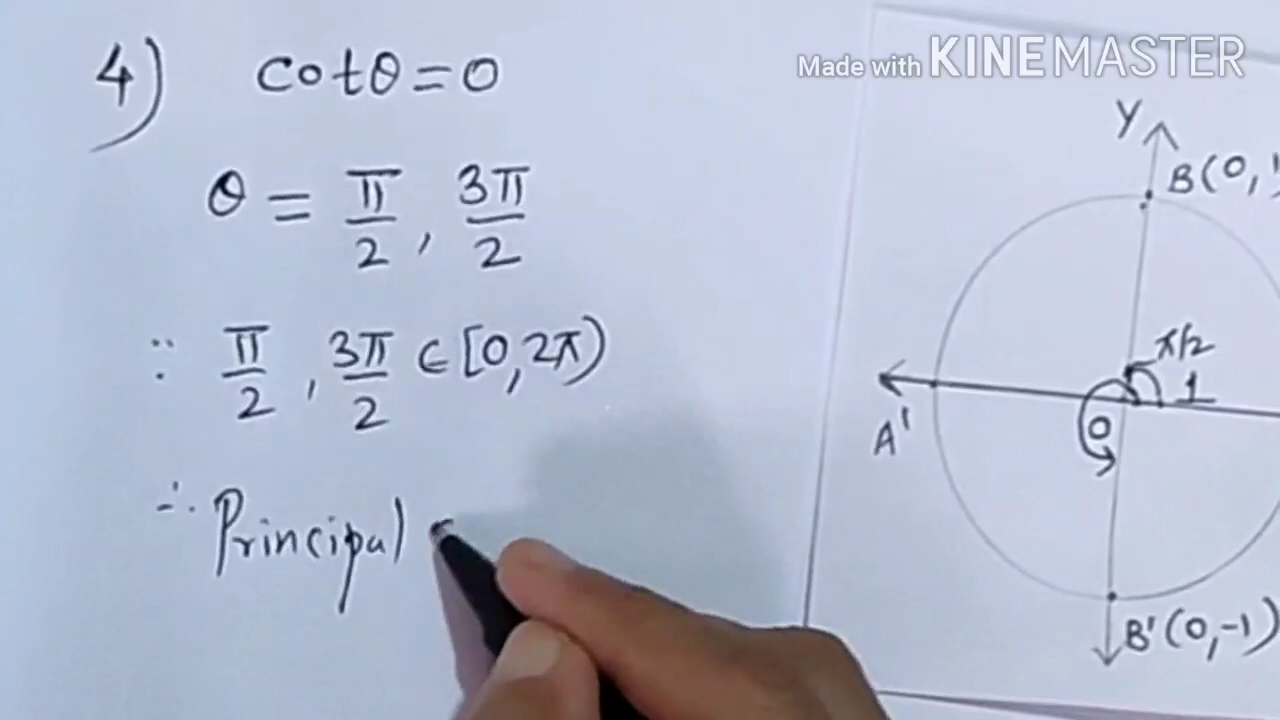 4) cotθ = 0
θ = π/2, 3π/2
∵ π/2, 3π/2 ∈ [0, 2π)
∴ Principal
Made with KINEMASTER
Y
B(0,
π/2
1
0
A'
B'(0,-1)